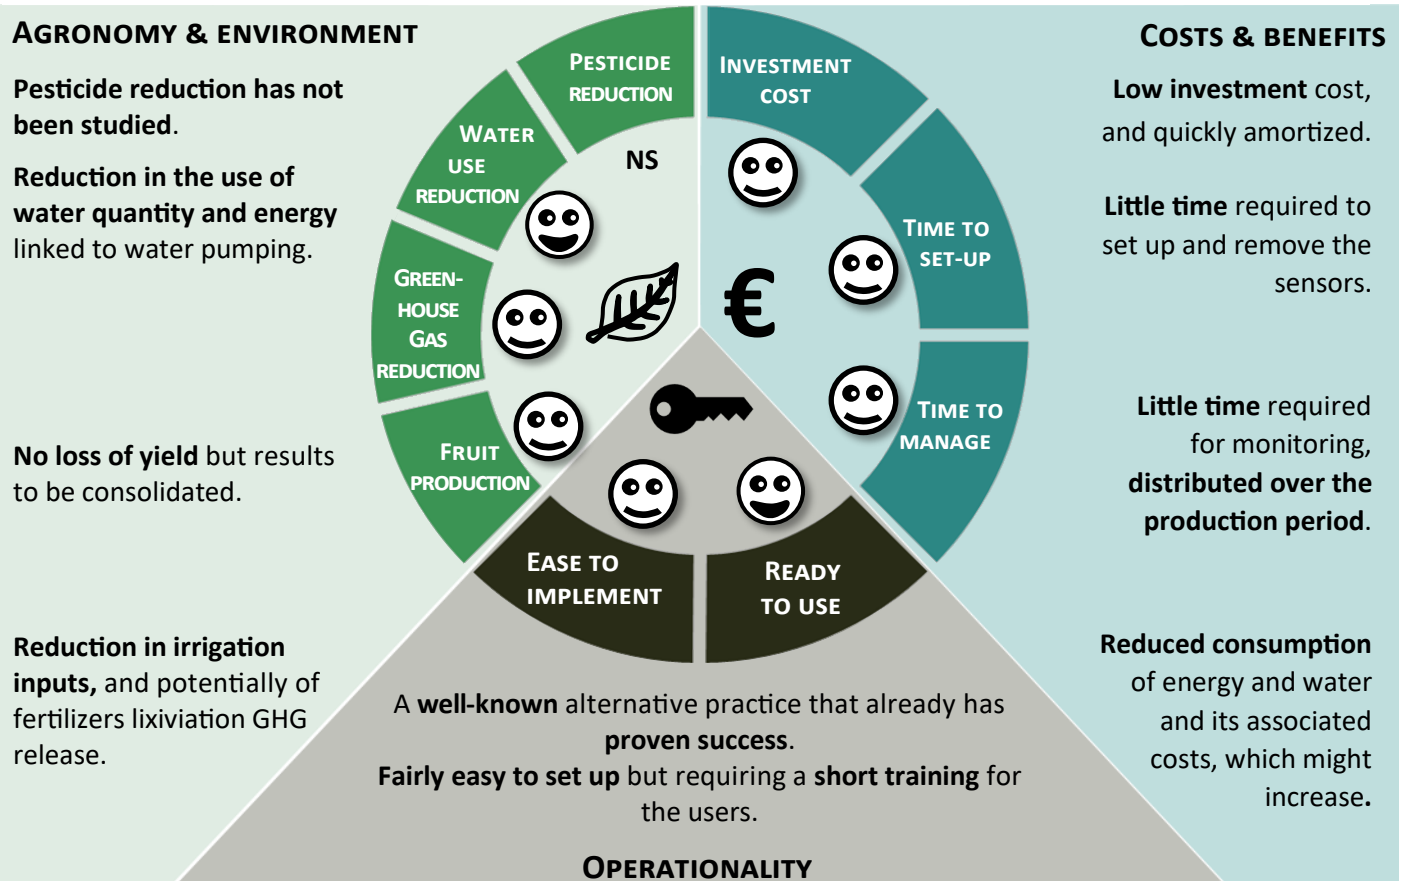 AGRONOMY & ENVIRONMENT
Pesticide reduction has not
been studied.
Reduction in the use of
water quantity and energy
linked to water pumping.
No loss of yield but results
to be consolidated.
Reduction in irrigation
inputs, and potentially of
fertilizers lixiviation GHG
release.
PESTICIDE
REDUCTION
WATER
USE
REDUCTION
GREEN-
HOUSE
GAS
REDUCTION
FRUIT
PRODUCTION
NS
INVESTMENT
COST
TIME TO
SET-UP
TIME TO
MANAGE
€
EASE TO
IMPLEMENT
READY
TO USE
COSTS & BENEFITS
Low investment cost,
and quickly amortized.
Little time required to
set up and remove the
sensors.
Little time required
for monitoring,
distributed over the
production period.
Reduced consumption
of energy and water
and its associated
costs, which might
increase.
A well-known alternative practice that already has
proven success.
Fairly easy to set up but requiring a short training for
the users.
OPERATIONALITY